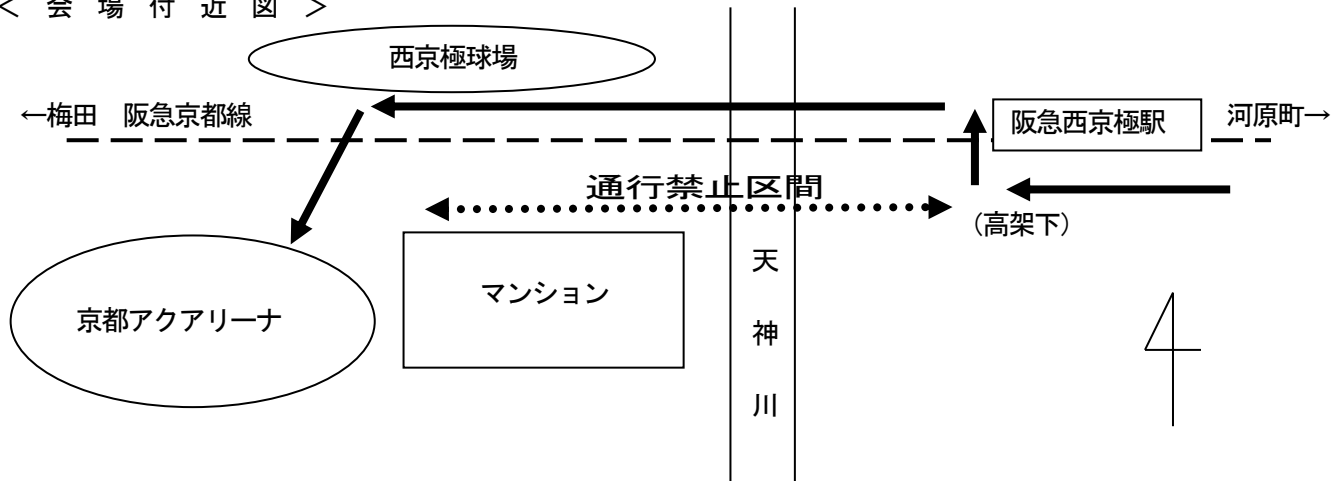 ＜ 会 場 付 近 図 ＞
西京極球場
←梅田　阪急京都線
阪急西京極駅
河原町→
通行禁止区間
（高架下）
マンション
京都アクアリーナ
天
神
川